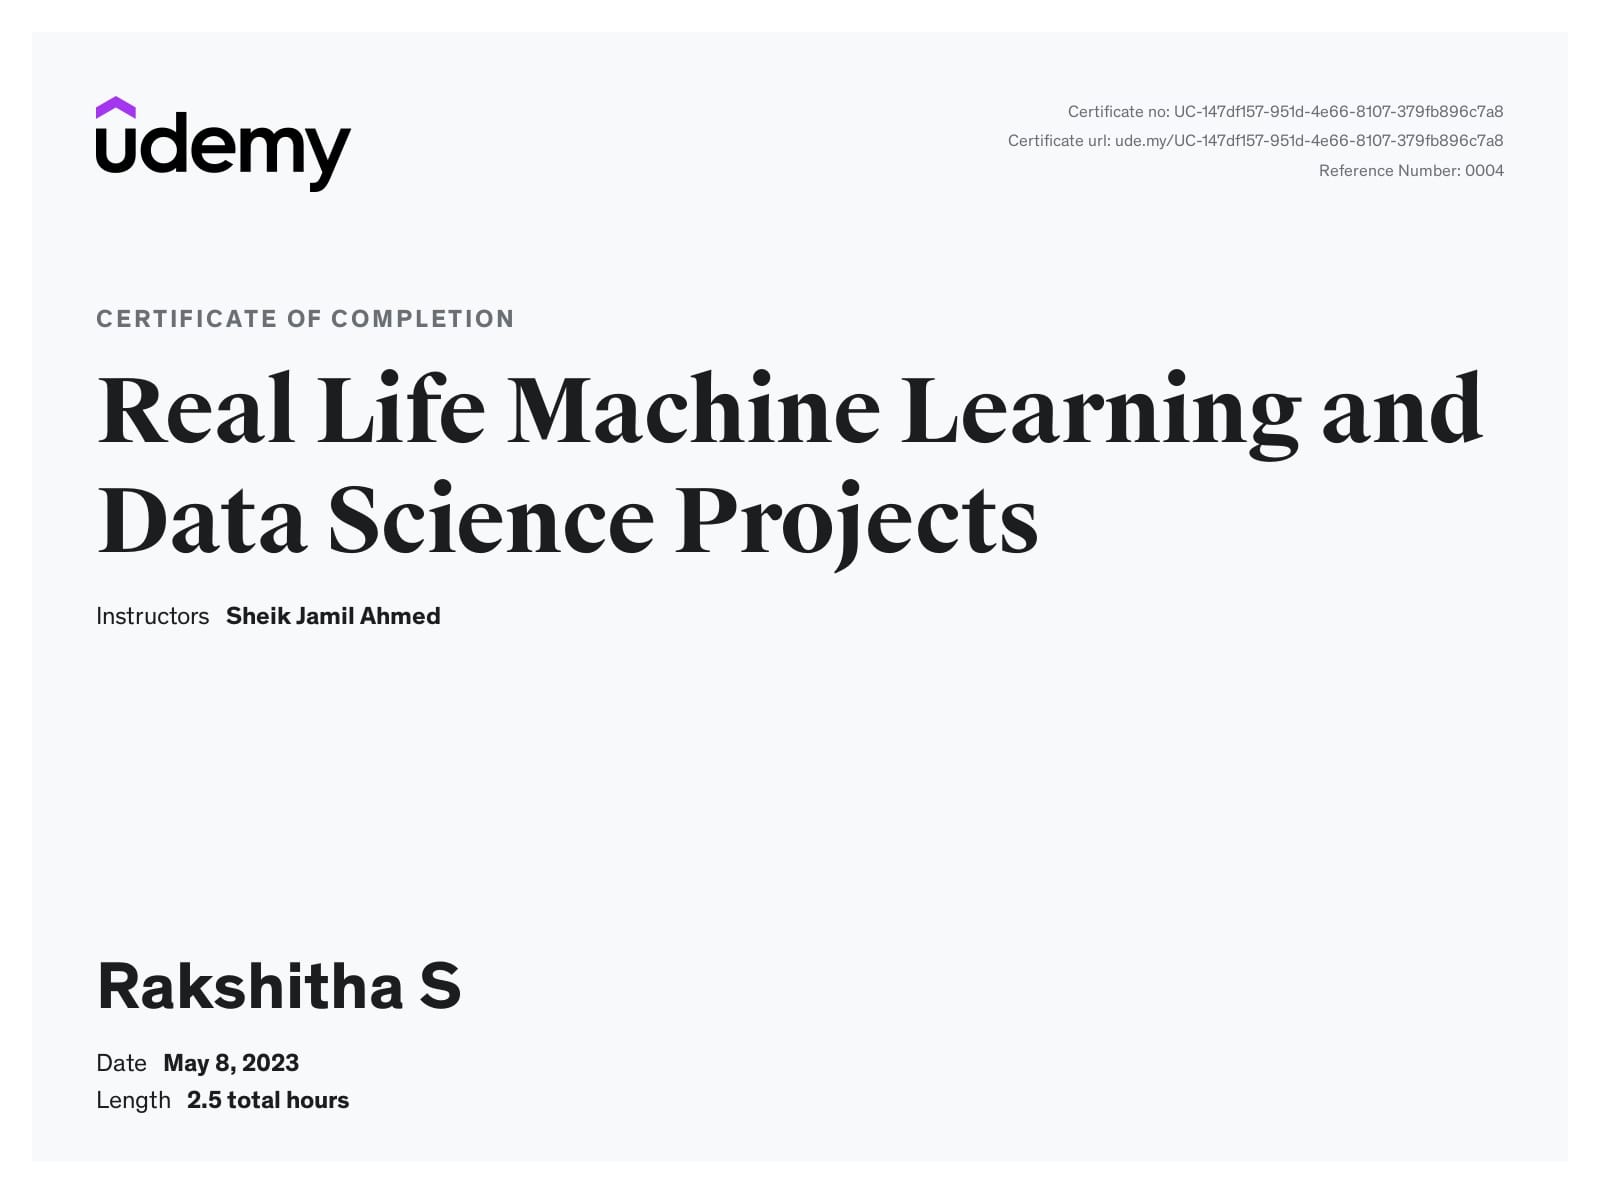 udemy
Certificate no: UC-147df157-951d-4e66-8107-379fb896c7a8
Certificate url: ude.my/UC-147df157-951d-4e66-8107-379fb896c7a8
Reference Number: 0004
CERTIFICATE OF COMPLETION
Real Life Machine Learning and
Data Science Projects
Instructors Sheik Jamil Ahmed
Rakshitha S
Date May 8, 2023
Length 2.5 total hours